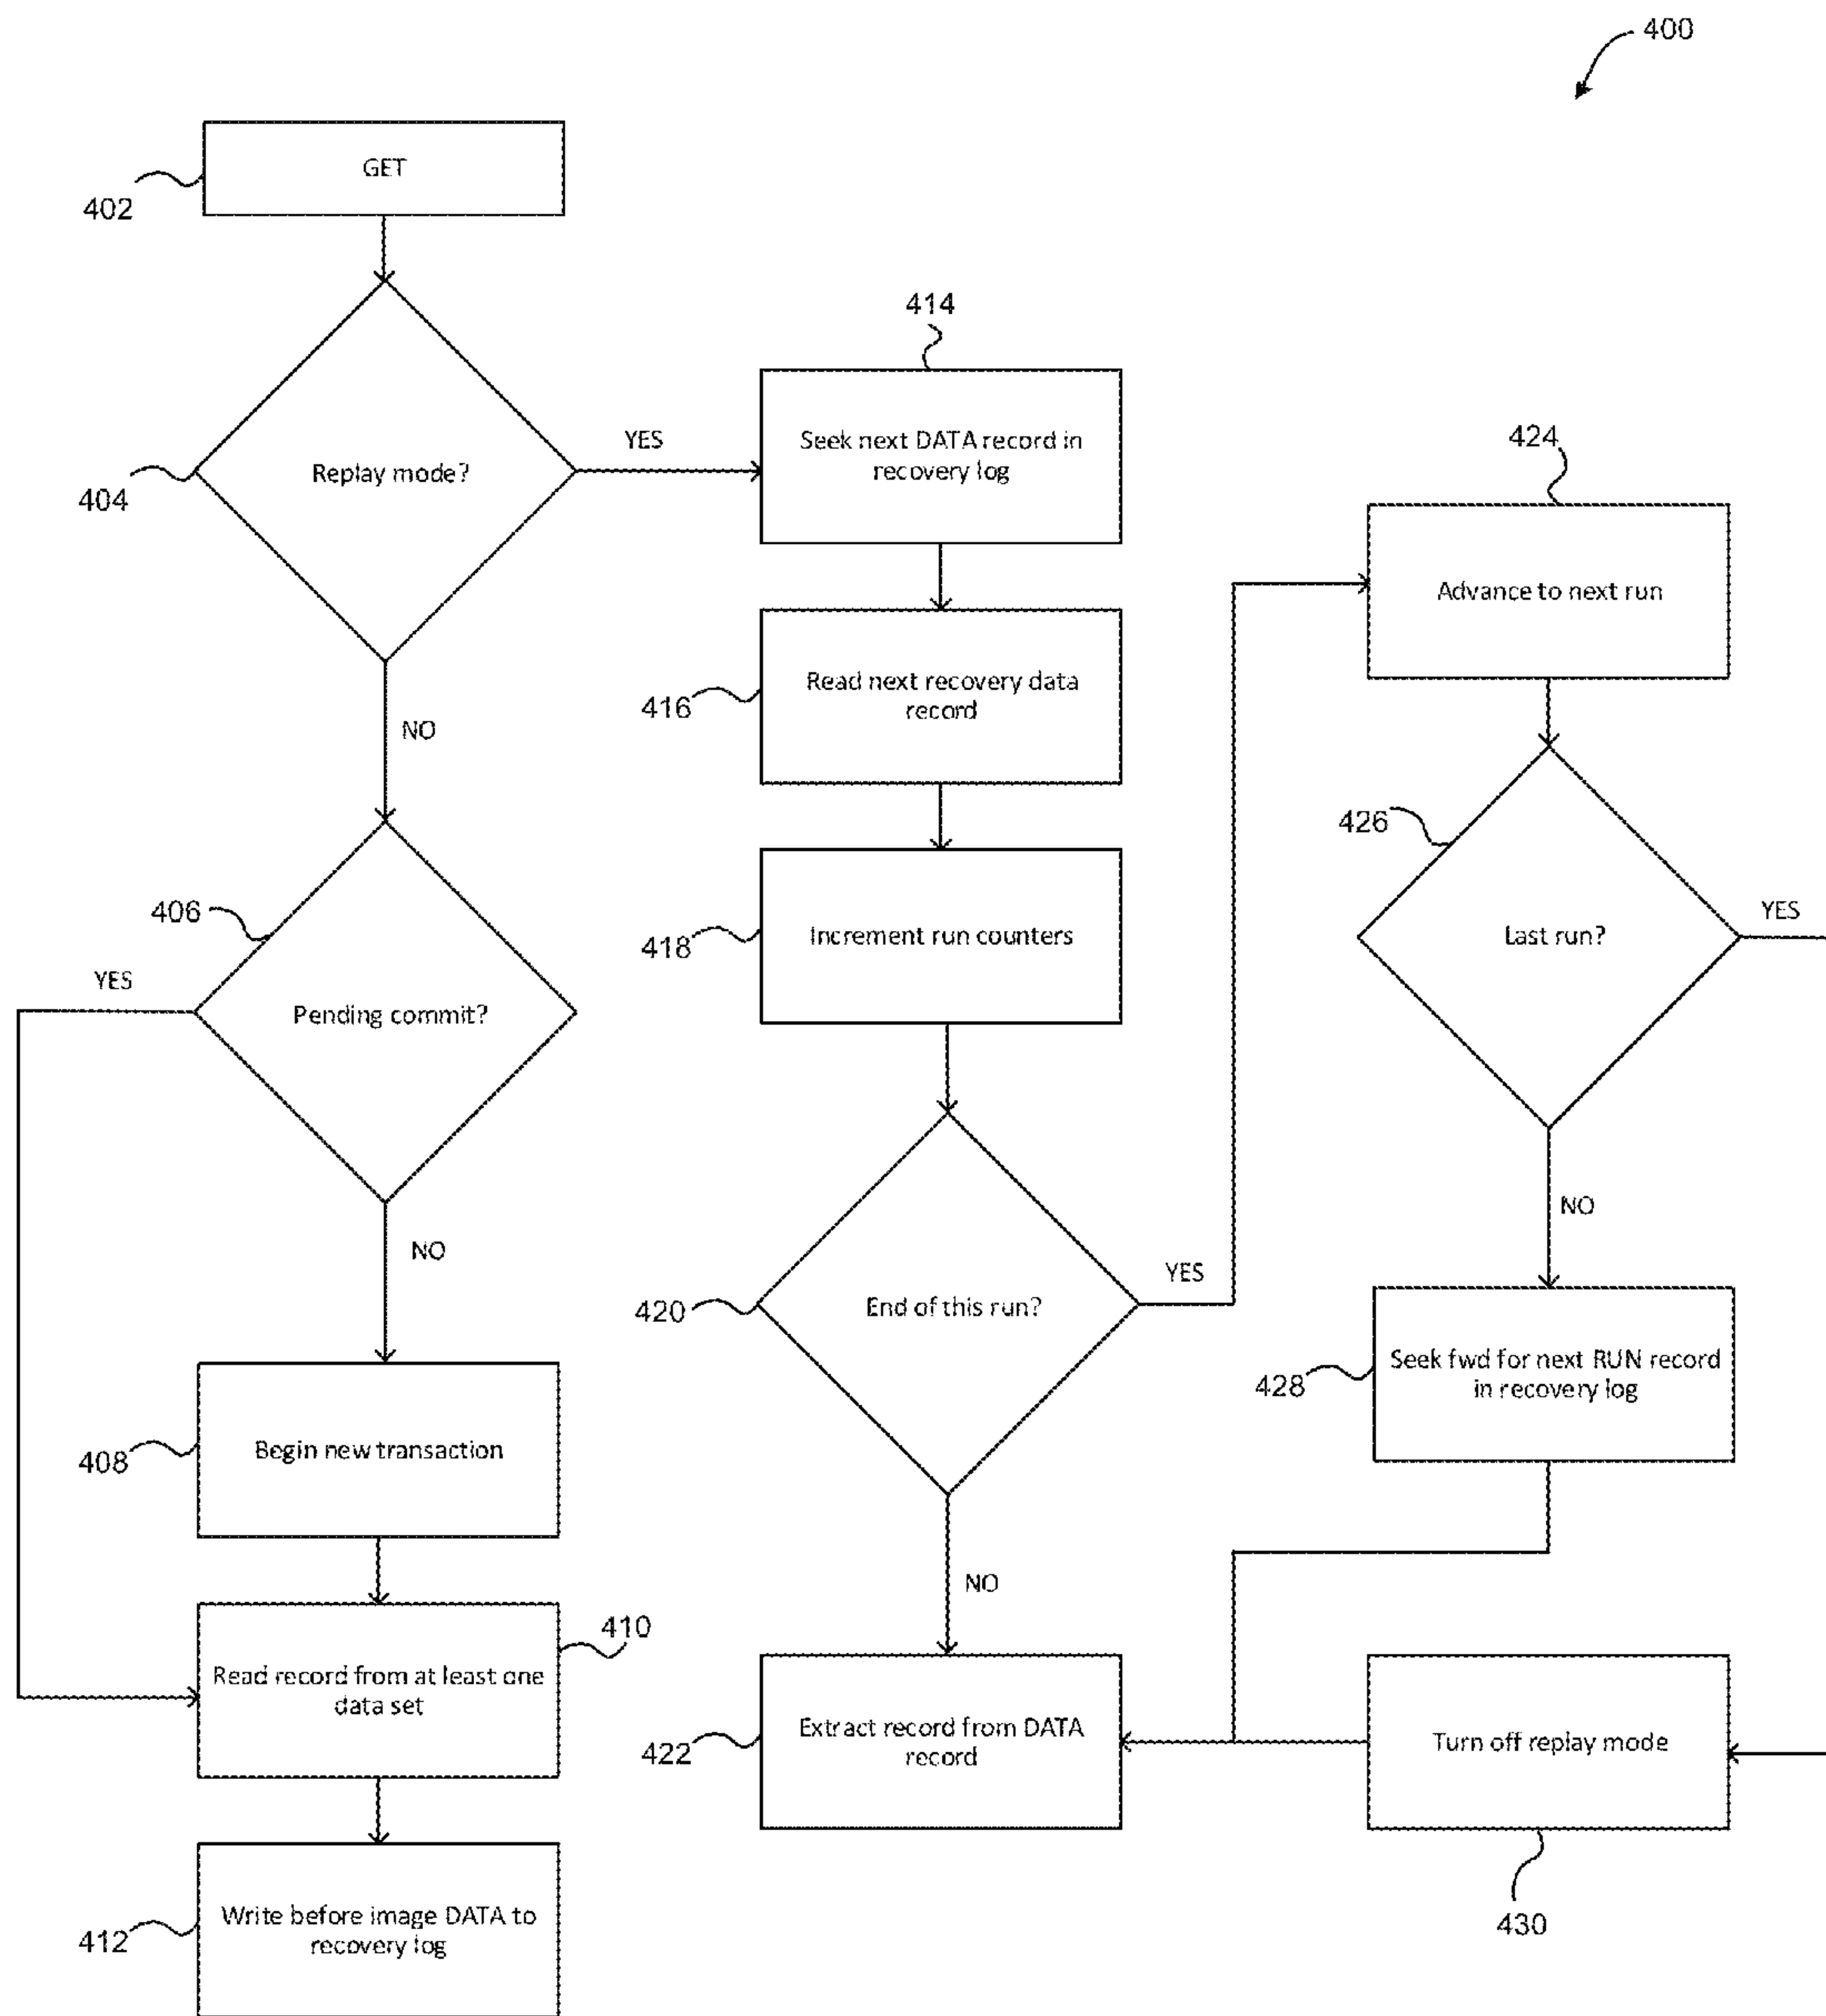 400
GET
402
414
Replay mode?
404
YES
Seek next DATA record in
recovery log
424
Advance to next run
Read next recovery data
record
416
NO
426
Last run?
YES
406
Pending commit?
YES
Increment run counters
418
NO
NO
End of this run?
420
YES
Seek fwd for next RUN record
in recovery log
428
Begin new transaction
408
NO
410
Read record from at least one
data set
Extract record from DATA
record
422
Turn off replay mode
430
Write before image DATA to
recovery log
412